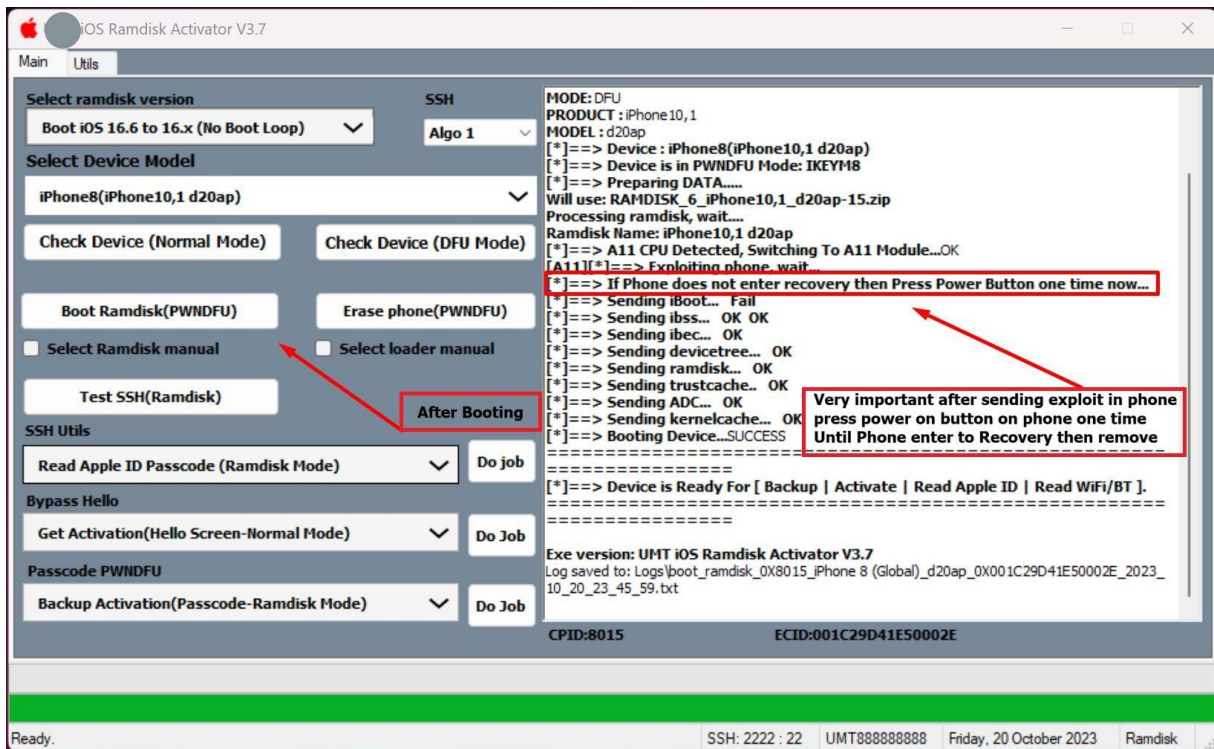 iOS Ramdisk Activator V3.7
Main Utils
Select ramdisk version
SSH
Boot iOS 16.6 to 16.x (No Boot Loop)
Algo 1
Select Device Model
iPhone8(iPhone10,1 d20ap)
Check Device (Normal Mode)
Check Device (DFU Mode)
Boot Ramdisk(PWNDFU)
Erase phone(PWNDFU)
Select Ramdisk manual
Select loader manual
Test SSH(Ramdisk)
After Booting
SSH Utils
Read Apple ID Passcode (Ramdisk Mode)
Do job
Bypass Hello
Get Activation(Hello Screen-Normal Mode)
Do Job
Passcode PWNDFU
Backup Activation(Passcode-Ramdisk Mode)
Do Job
MODE: DFU
PRODUCT : iPhone10,1
MODEL : d20ap
[*]==> Device : iPhone8(iPhone10,1 d20ap)
[*]==> Device is in PWNDFU Mode: IKEYM8
[*]==> Preparing DATA.....
Will use: RAMDISK_6_iPhone10,1_d20ap-15.zip
Processing ramdisk, wait....
Ramdisk Name: iPhone10,1 d20ap
[*]==> A11 CPU Detected, Switching To A11 Module...OK
[A11][*]==> Exploiting phone, wait...
[*]==> If Phone does not enter recovery then Press Power Button one time now...
[*]==> Sending iBoot... Fail
[*]==> Sending ibss... OK OK
[*]==> Sending ibec... OK
[*]==> Sending devicetree... OK
[*]==> Sending ramdisk... OK
[*]==> Sending trustcache.. OK
[*]==> Sending ADC... OK
[*]==> Sending kernelcache... OK
[*]==> Booting Device...SUCCESS
Very important after sending exploit in phone
press power on button on phone one time
Until Phone enter to Recovery then remove
=======================================================
================
[*]==> Device is Ready For [ Backup | Activate | Read Apple ID | Read WiFi/BT ].
=======================================================
================
Exe version: UMT iOS Ramdisk Activator V3.7
Log saved to: Logs\boot_ramdisk_0X8015_iPhone 8 (Global)_d20ap_0X001C29D41E50002E_2023_
10_20_23_45_59.txt
CPID:8015
ECID:001C29D41E50002E
Ready.
SSH: 2222 : 22
UMT888888888
Friday, 20 October 2023
Ramdisk